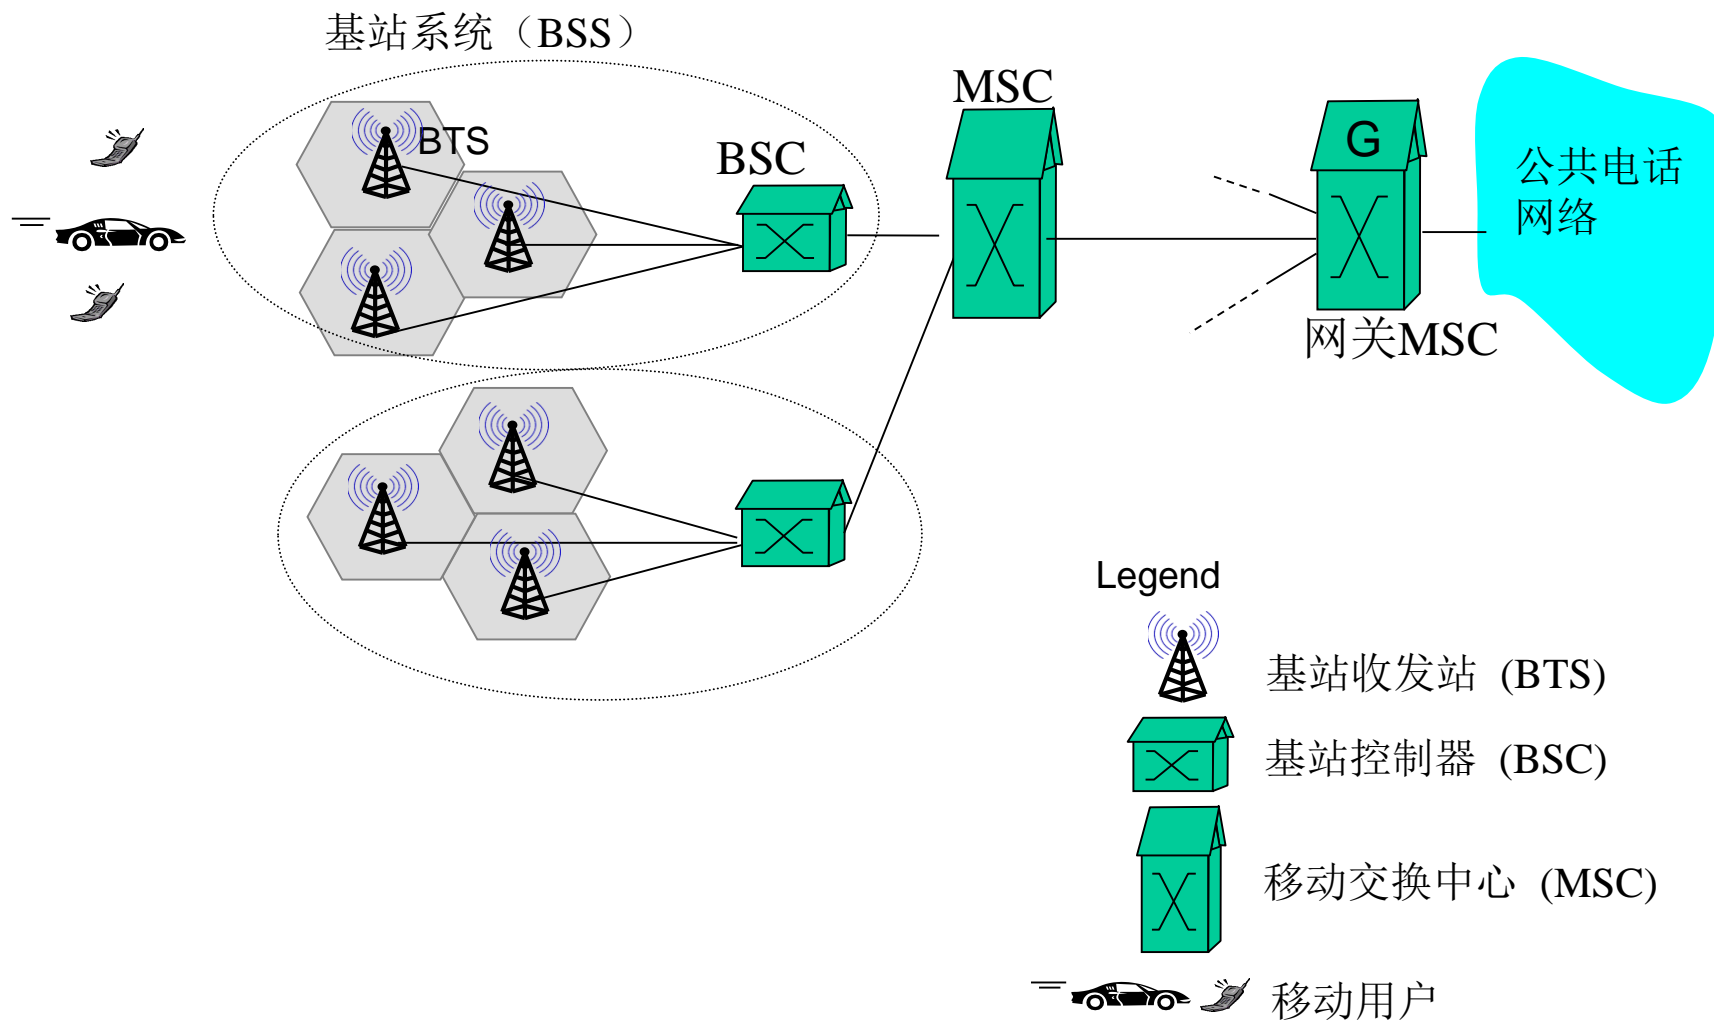 基站系统（BSS）
MSC
BTS
BSC
G
公共电话
网络
网关MSC
Legend
基站收发站 (BTS)
基站控制器 (BSC)
移动交换中心 (MSC)
移动用户